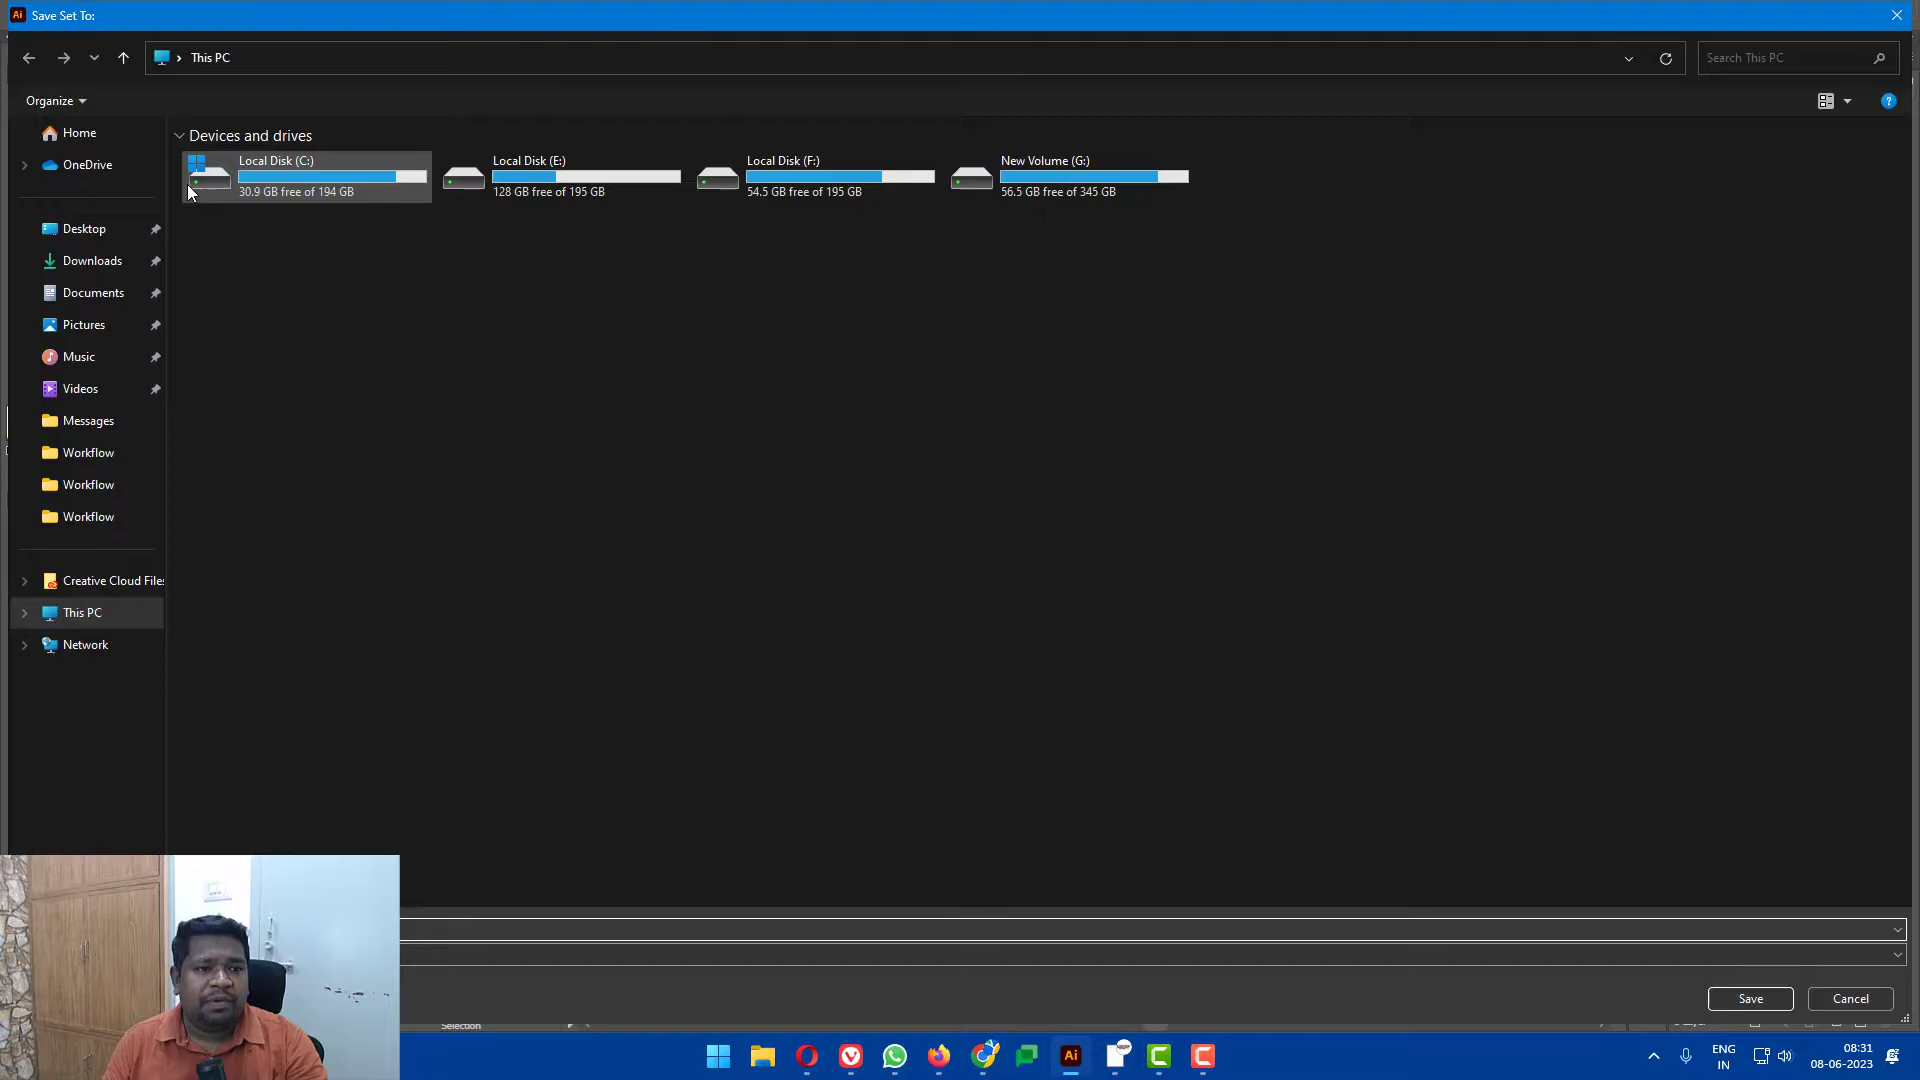 Ai Save Set To:
This PC
Search This PC
Organize
Home
OneDrive
Desktop
Downloads
Documents
Pictures
Music
Videos
Messages
Workflow
Workflow
Workflow
Creative Cloud File
This PC
Network
Devices and drives
Local Disk (C:)
30.9 GB free of 194 GB
Local Disk (E:)
128 GB free of 195 GB
Local Disk (F:)
54.5 GB free of 195 GB
New Volume (G:)
56.5 GB free of 345 GB
Save
Cancel
Selection
Ai
ENG
IN
08:31
08-06-2023